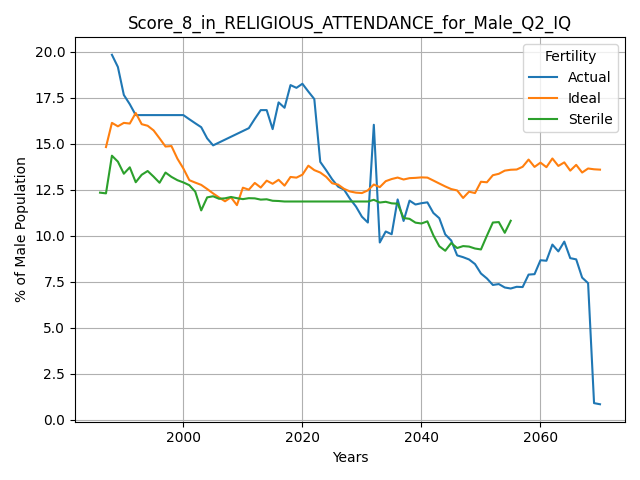 Score_8_in_RELIGIOUS_ATTENDANCE_for_Male_Q2_IQ
Fertility
Actual
Ideal
Sterile
% of Male Population
20.0
17.5
15.0
12.5
10.0
7.5
5.0
2.5
0.0
2000
2020
2040
2060
Years